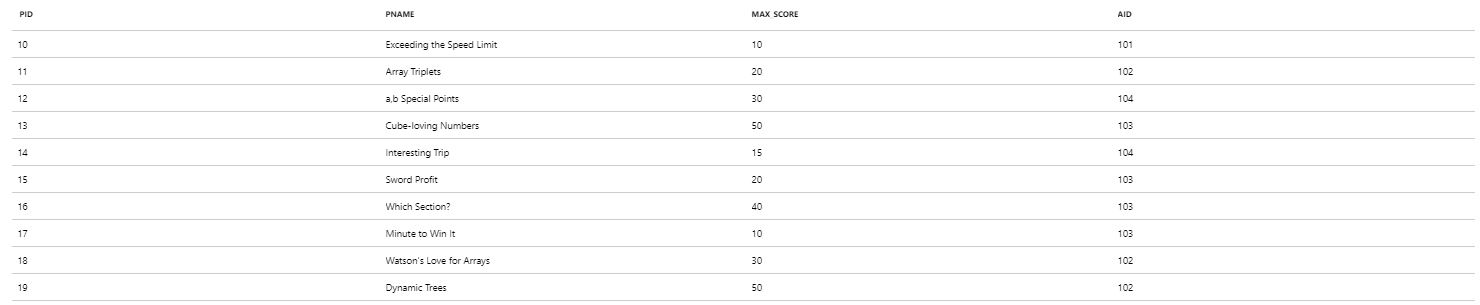 PID PNAME MAX SCORE AID
10 Exceeding the Speed Limit 10 101
11 Array Triplets 20 102
12 a,b Special Points 30 104
13 Cube-loving Numbers 50 103
14 Interesting Trip 15 104
15 Sword Profit 20 103
16 Which Section? 40 103
17 Minute to Win It 10 103
18 Watson's Love for Arrays 30 102
19 Dynamic Trees 50 102